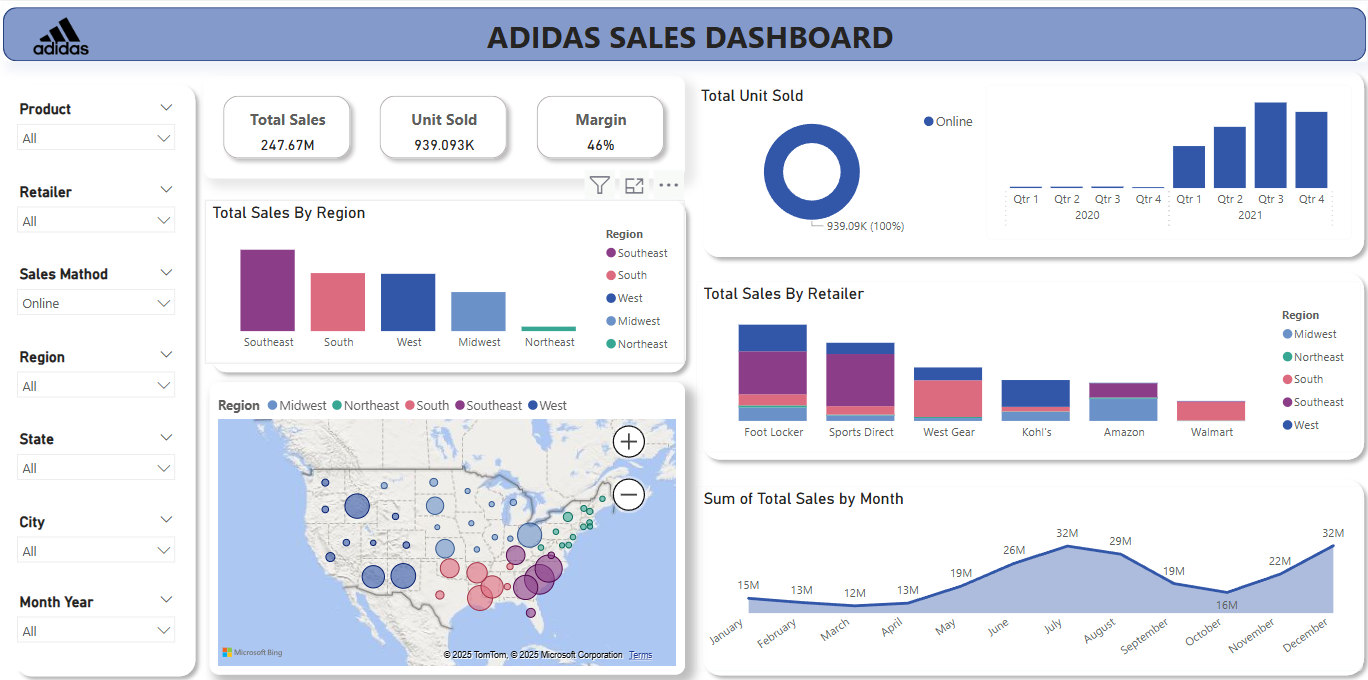 adidas
ADIDAS SALES DASHBOARD
Product
All
Retailer
All
Sales Mathod
Online
Region
All
State
All
City
All
Month Year
All
Total Sales
247.67M
Unit Sold
939.093K
Margin
46%
Total Sales By Region
Southeast South West Midwest Northeast
Region
Southeast
South
West
Midwest
Northeast
Region Midwest Northeast South Southeast West
+
−
Microsoft Bing
© 2025 TomTom, © 2025 Microsoft Corporation Terms
Total Unit Sold
Online
939.09K (100%)
Qtr 1 Qtr 2 Qtr 3 Qtr 4 Qtr 1 Qtr 2 Qtr 3 Qtr 4
2020 2021
Total Sales By Retailer
Foot Locker Sports Direct West Gear Kohl's Amazon Walmart
Region
Midwest
Northeast
South
Southeast
West
Sum of Total Sales by Month
15M 13M 12M 13M 19M 26M 32M 29M 19M 16M 22M 32M
January February March April May June July August September October November December